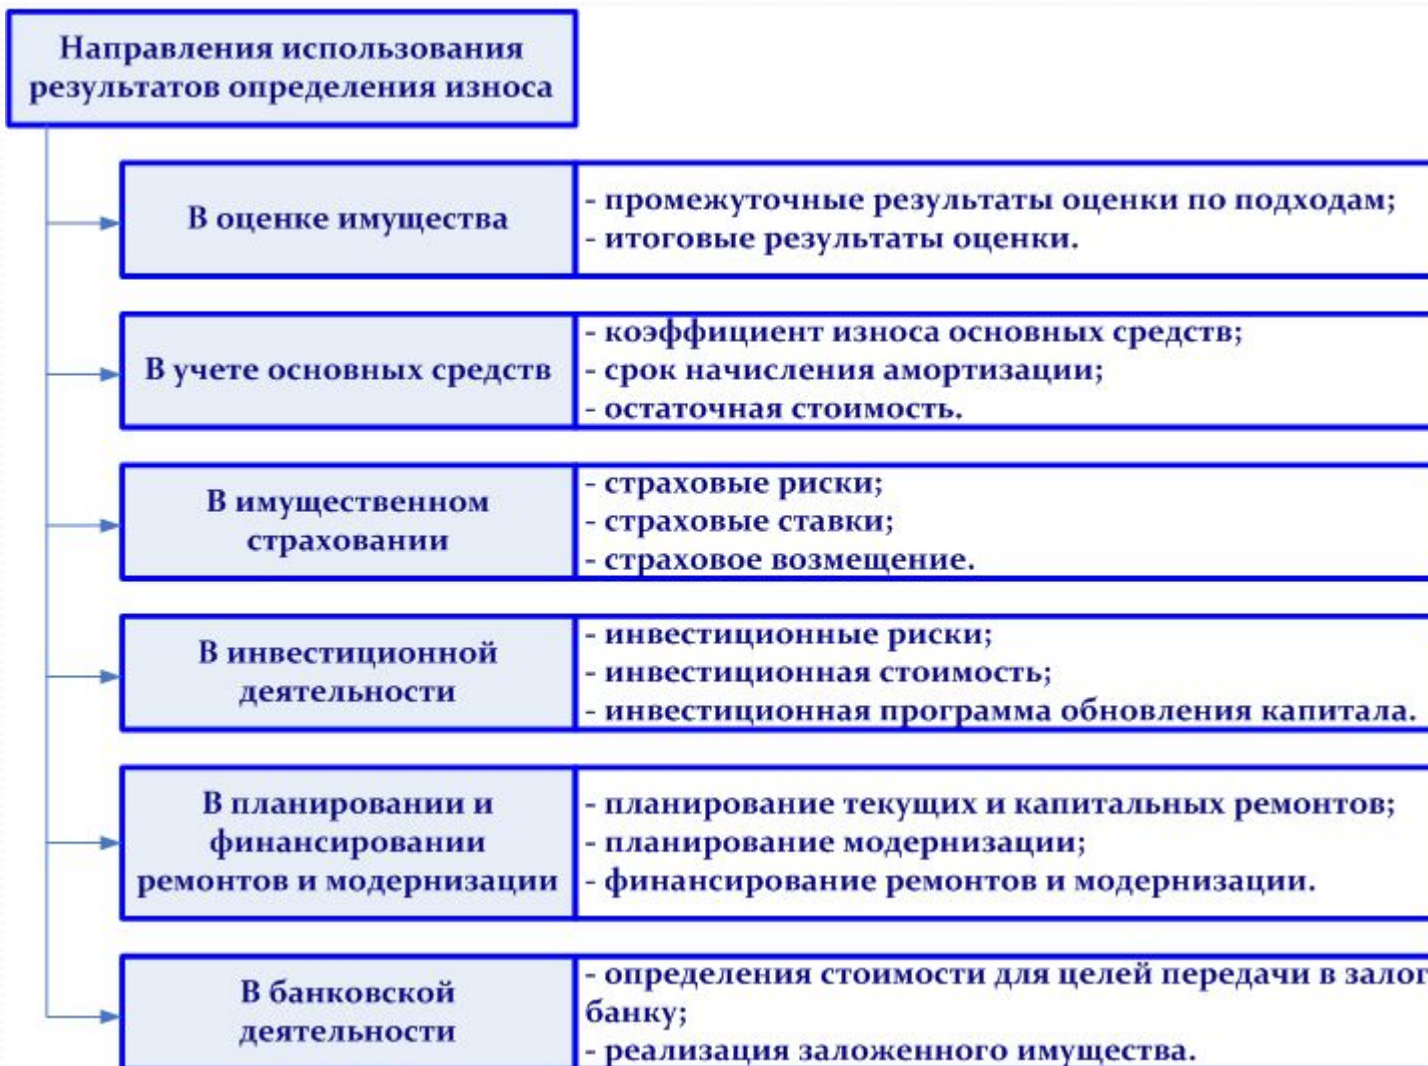 Направления использования
результатов определения износа
В оценке имущества
- промежуточные результаты оценки по подходам;
- итоговые результаты оценки.
В учете основных средств
- коэффициент износа основных средств;
- срок начисления амортизации;
- остаточная стоимость.
В имущественном
страховании
- страховые риски;
- страховые ставки;
- страховое возмещение.
В инвестиционной
деятельности
- инвестиционные риски;
- инвестиционная стоимость;
- инвестиционная программа обновления капитала.
В планировании и
финансировании
ремонтов и модернизации
- планирование текущих и капитальных ремонтов;
- планирование модернизации;
- финансирование ремонтов и модернизации.
В банковской
деятельности
- определения стоимости для целей передачи в залог
банку;
- реализация заложенного имущества.